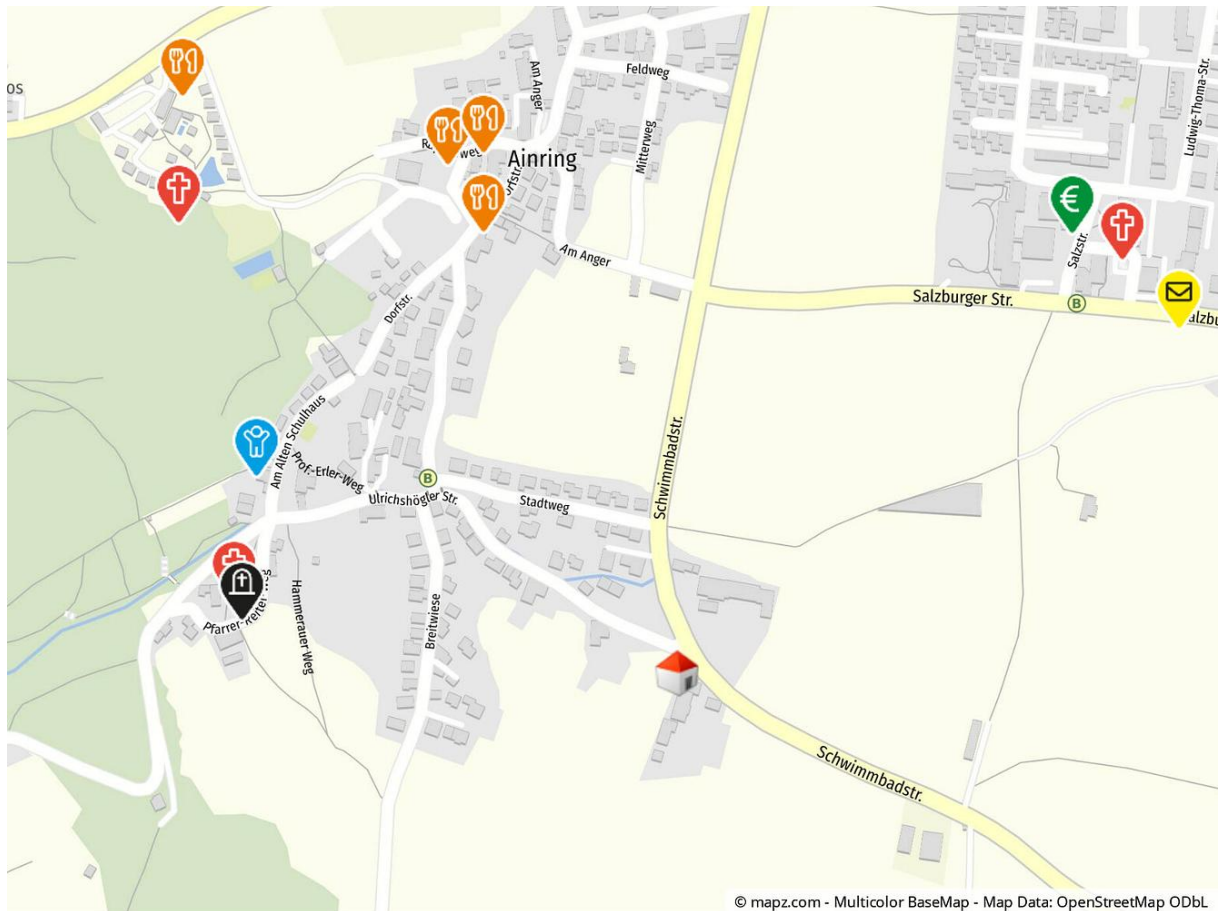 os
Am Anger
Feldweg
Ludwig-Thoma-Str.
Mitterweg
Ainring
Am Anger
Salzstr.
€
Salzburger Str.
B
Dorfstr.
Am Alten Schulhaus
Schwimmbadstr.
Prof.-Erler-Weg
B
Ulrichshögler Str.
Stadtweg
Hammerauer Weg
Breitwiese
Schwimmbadstr.
© mapz.com - Multicolor BaseMap - Map Data: OpenStreetMap ODbL